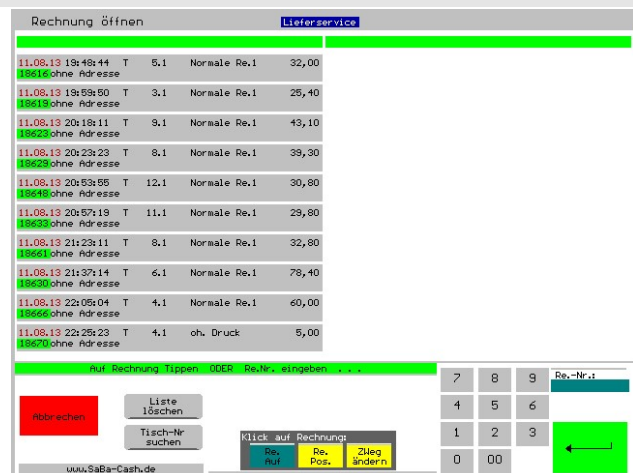 Rechnung öffnen Lieferservice
11.08.13 19:48:44 T 5.1 Normale Re.1 32,00
18616 ohne Adresse
11.08.13 19:59:50 T 3.1 Normale Re.1 25,40
18619 ohne Adresse
11.08.13 20:18:11 T 9.1 Normale Re.1 43,10
18623 ohne Adresse
11.08.13 20:23:23 T 8.1 Normale Re.1 39,30
18629 ohne Adresse
11.08.13 20:53:55 T 12.1 Normale Re.1 30,80
18648 ohne Adresse
11.08.13 20:57:19 T 11.1 Normale Re.1 29,80
18633 ohne Adresse
11.08.13 21:23:11 T 8.1 Normale Re.1 32,80
18661 ohne Adresse
11.08.13 21:37:14 T 6.1 Normale Re.1 78,40
18630 ohne Adresse
11.08.13 22:05:04 T 4.1 Normale Re.1 60,00
18666 ohne Adresse
11.08.13 22:25:23 T 4.1 oh. Druck 5,00
18670 ohne Adresse
Auf Rechnung Tippen ODER Re.Nr. eingeben . . .
Abbrechen
Liste
löschen
Tisch-Nr
suchen
Klick auf Rechnung:
Re. Auf
Re. Pos.
ZWeg ändern
www.SaBa-Cash.de
7 8 9
4 5 6
1 2 3
0 00
Re.-Nr.: